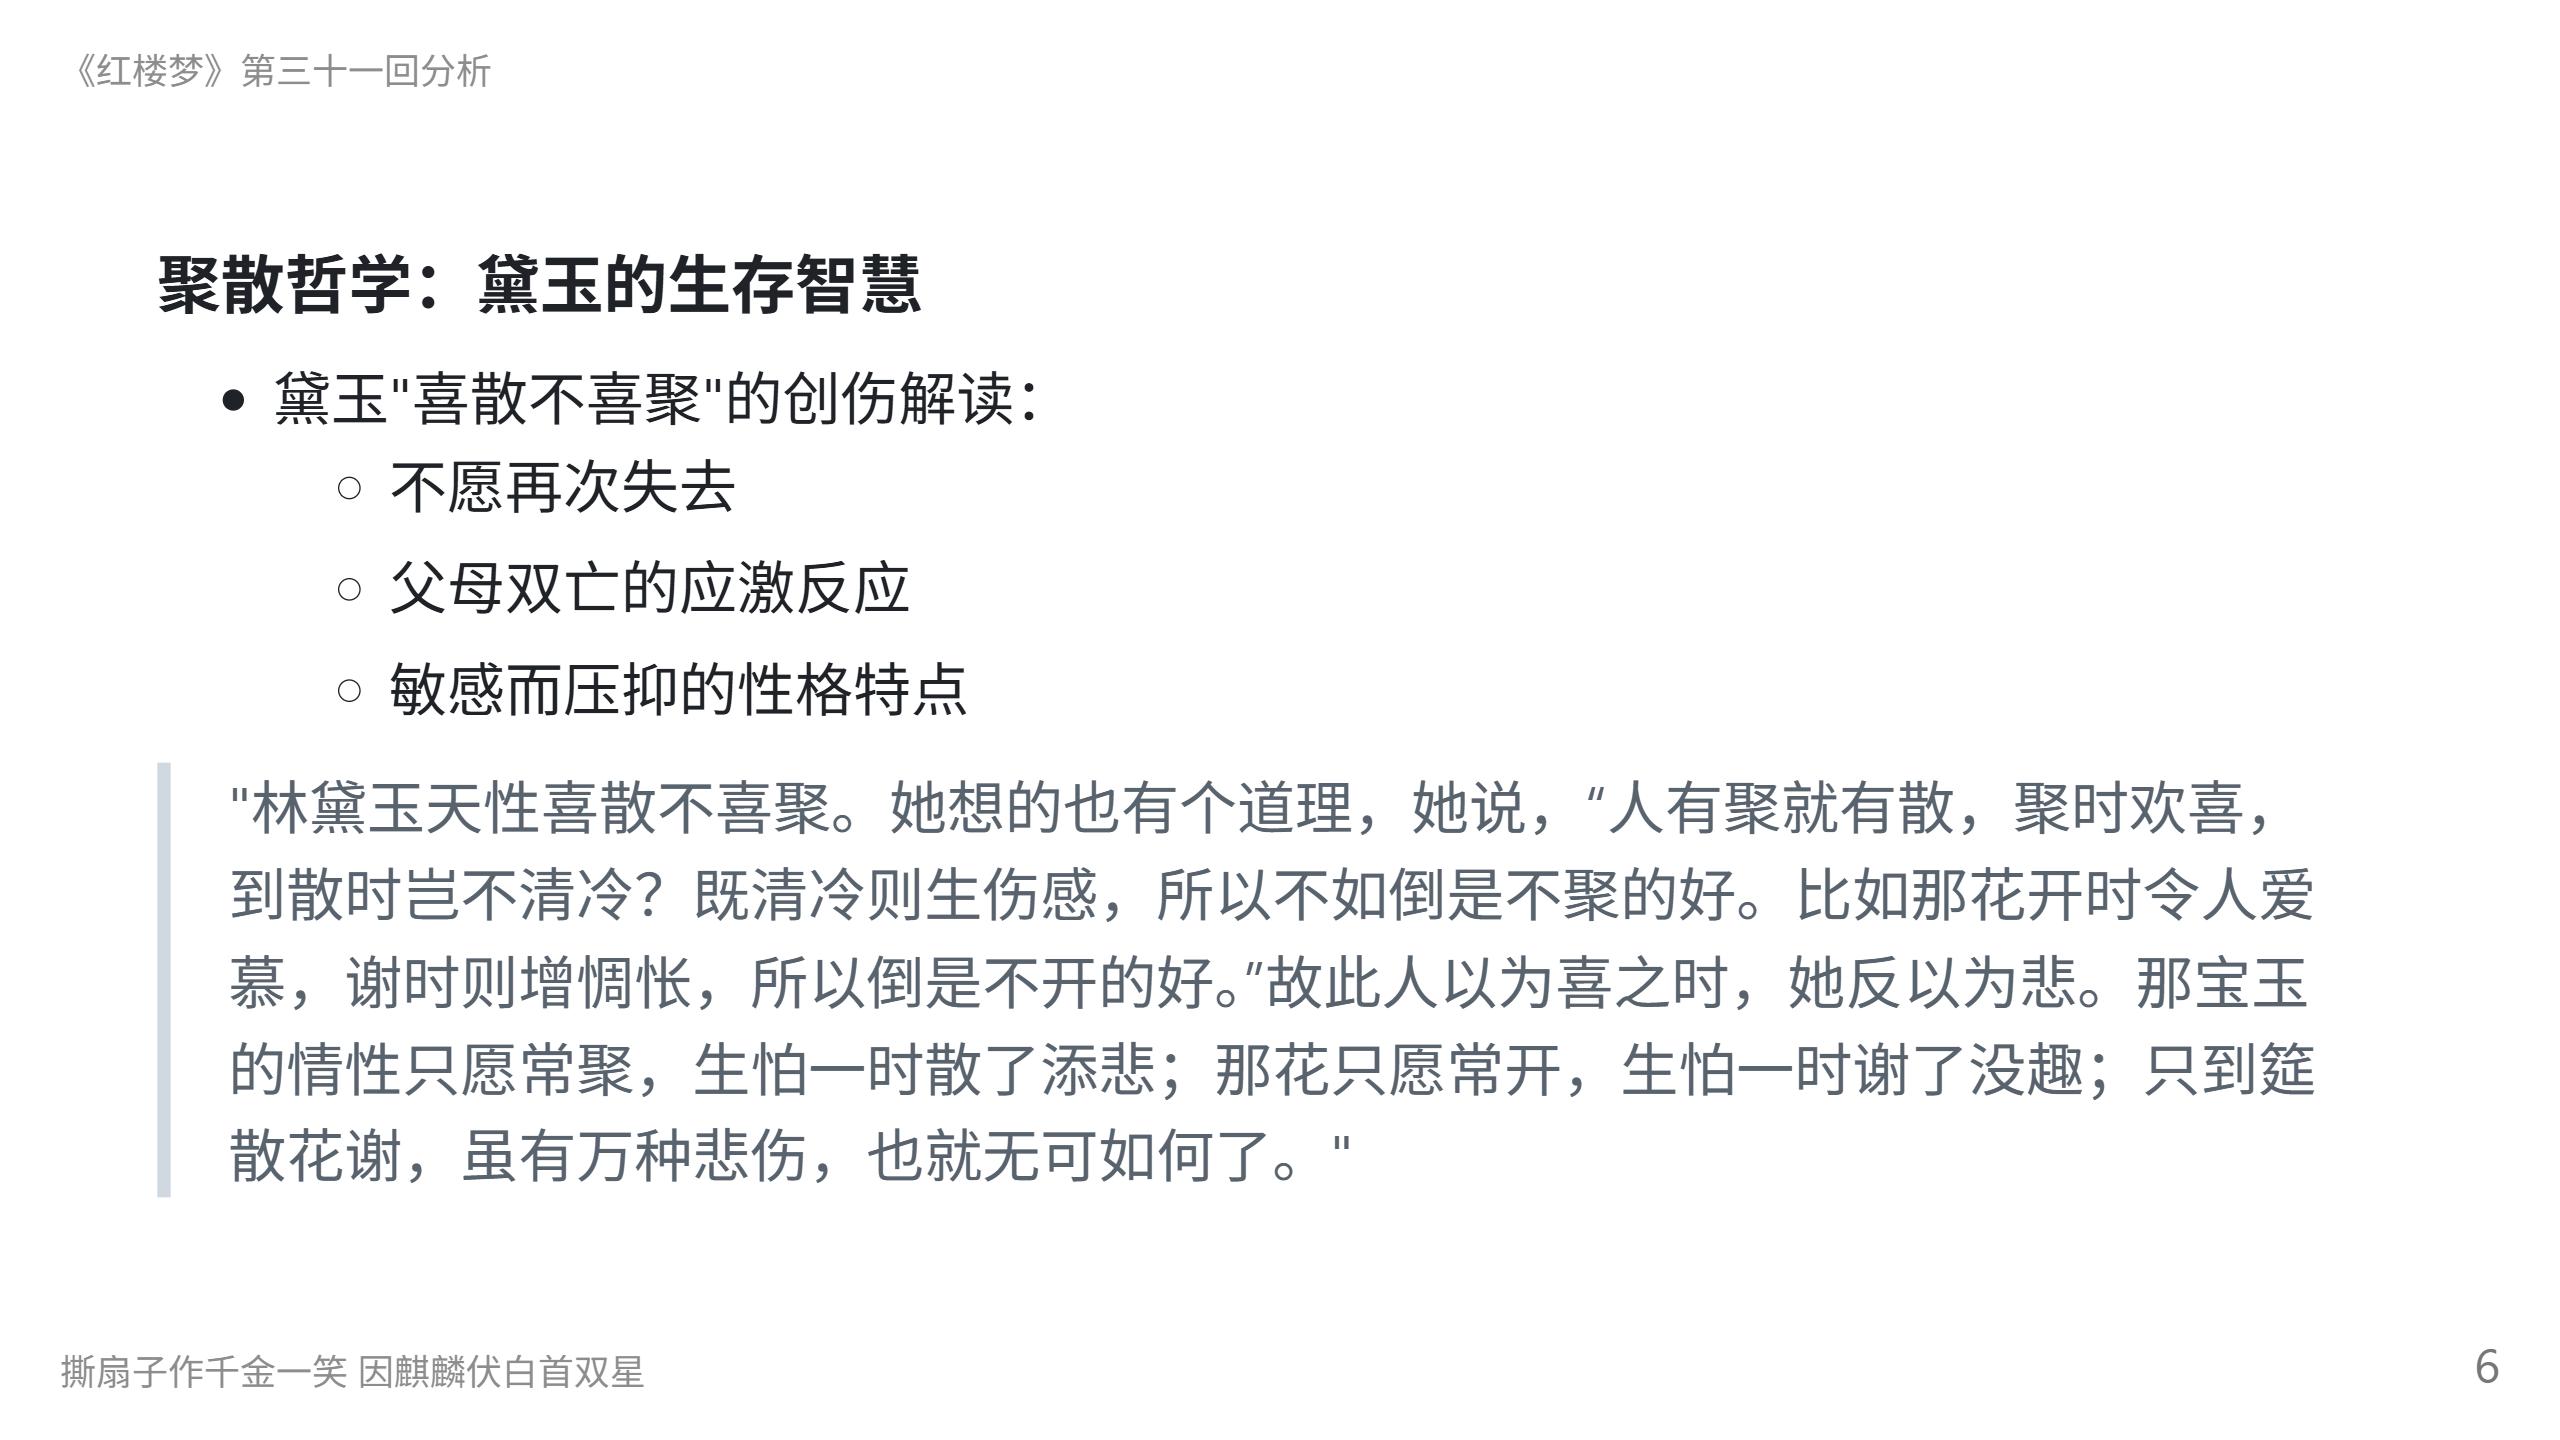 《红楼梦》第三十一回分析
聚散哲学：黛玉的生存智慧
• 黛玉"喜散不喜聚"的创伤解读：
○ 不愿再次失去
○ 父母双亡的应激反应
○ 敏感而压抑的性格特点
"林黛玉天性喜散不喜聚。她想的也有个道理，她说，“人有聚就有散，聚时欢喜，
到散时岂不清冷？既清冷则生伤感，所以不如倒是不聚的好。比如那花开时令人爱
慕，谢时则增惆怅，所以倒是不开的好。”故此人以为喜之时，她反以为悲。那宝玉
的情性只愿常聚，生怕一时散了添悲；那花只愿常开，生怕一时谢了没趣；只到筵
散花谢，虽有万种悲伤，也就无可如何了。"
撕扇子作千金一笑 因麒麟伏白首双星
6